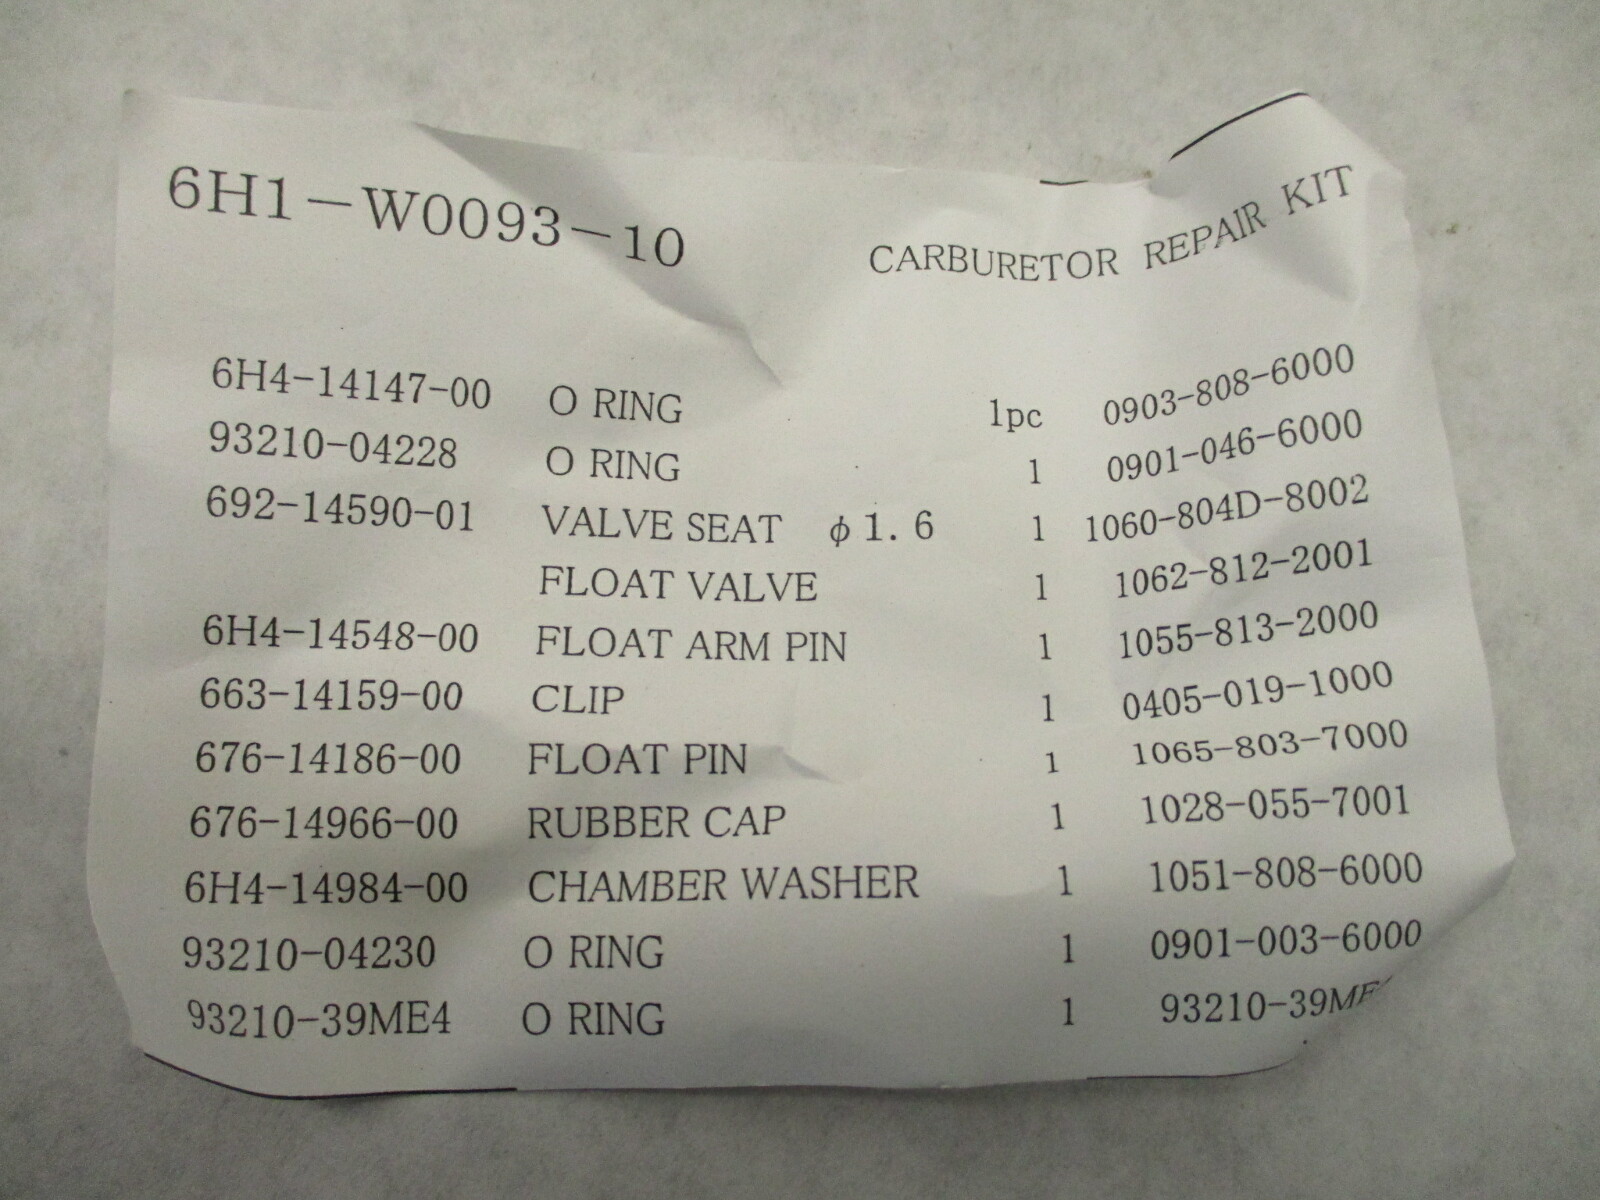 6H1-W0093-10 CARBURETOR REPAIR KIT
6H4-14147-00 O RING 1pc 0903-808-6000
93210-04228 O RING 1 0901-046-6000
692-14590-01 VALVE SEAT φ1.6 1 1060-804D-8002
FLOAT VALVE 1 1062-812-2001
6H4-14548-00 FLOAT ARM PIN 1 1055-813-2000
663-14159-00 CLIP 1 0405-019-1000
676-14186-00 FLOAT PIN 1 1065-803-7000
676-14966-00 RUBBER CAP 1 1028-055-7001
6H4-14984-00 CHAMBER WASHER 1 1051-808-6000
93210-04230 O RING 1 0901-003-6000
93210-39ME4 O RING 1